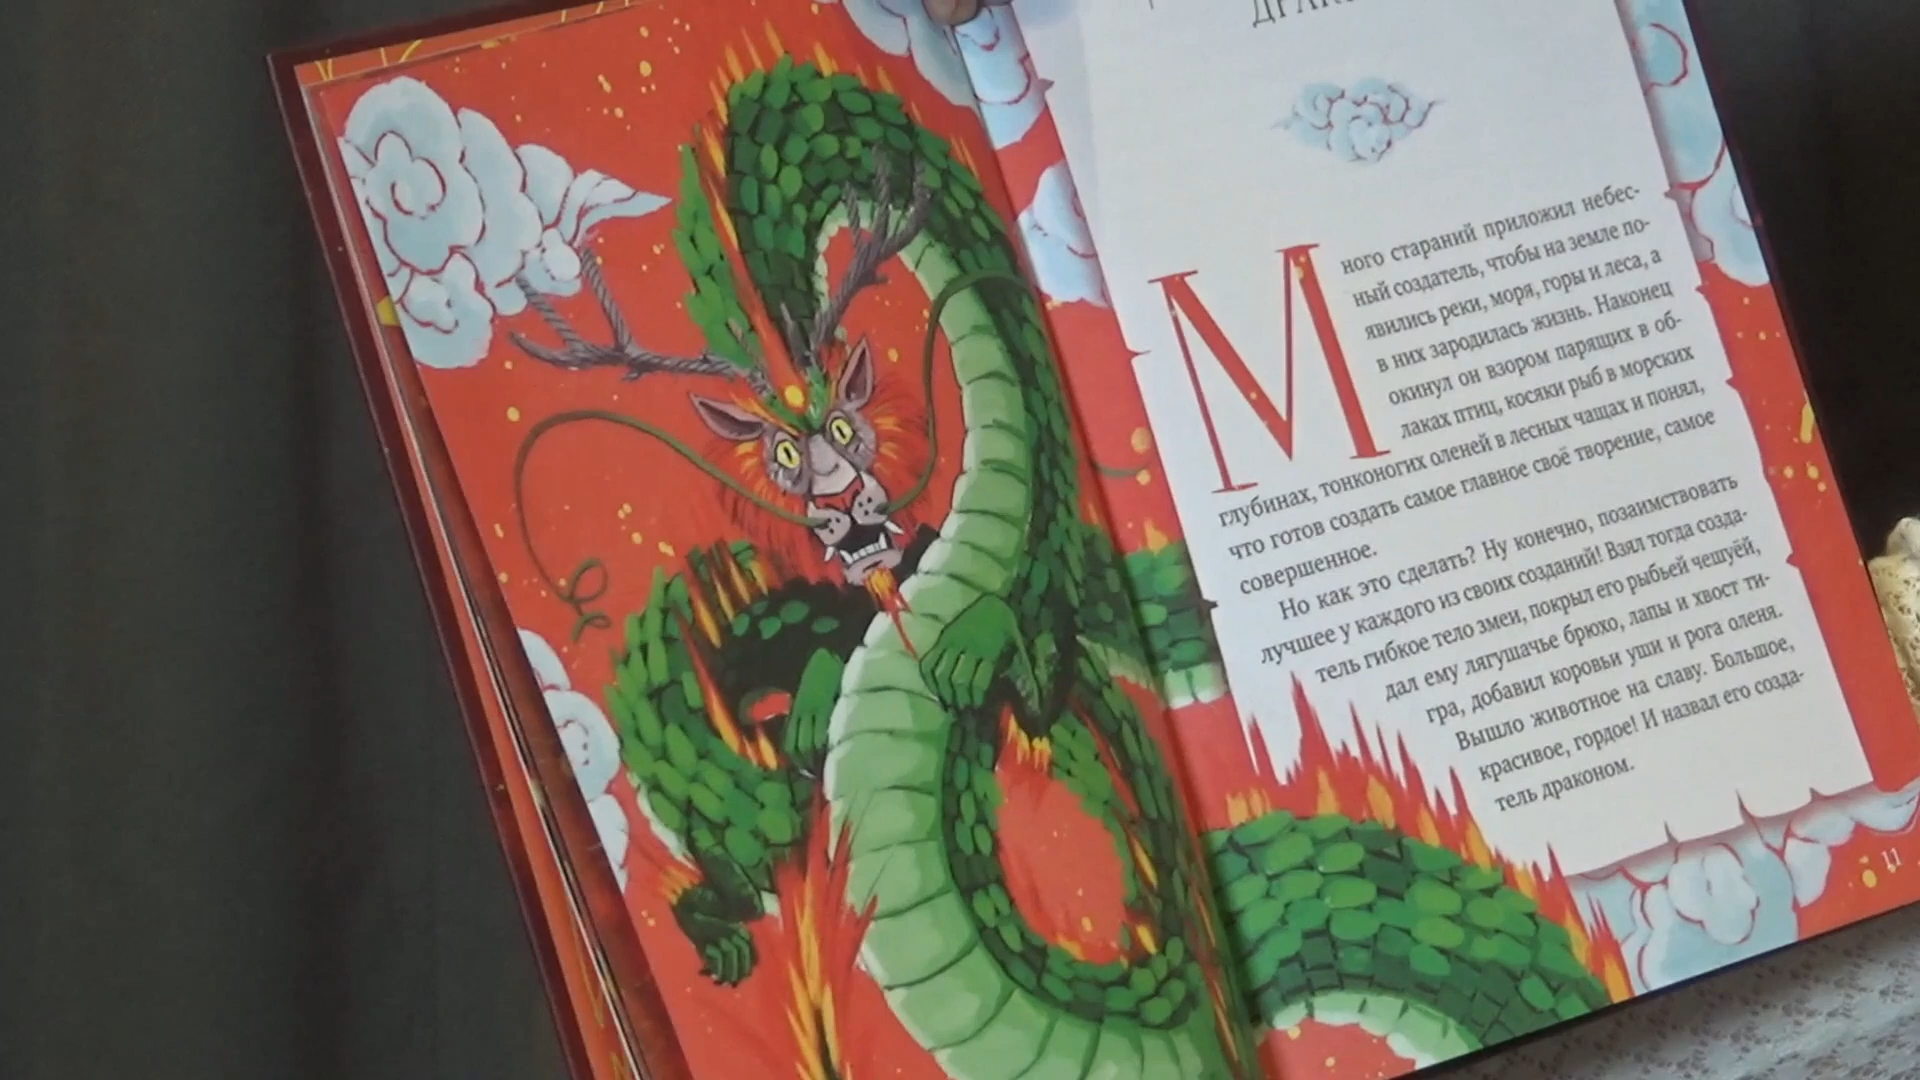 Много стараний приложил небес-
ный создатель, чтобы на земле по-
явились реки, моря, горы и леса, а
в них зародилась жизнь. Наконец
окинул он взором парящих в об-
лаках птиц, косяки рыб в морских
глубинах, тонконогих оленей в лесных чащах и понял,
что готов создать самое главное своё творение, самое
совершенное.
Но как это сделать? Ну конечно, позаимствовать
лучшее у каждого из своих созданий! Взял тогда созда-
тель гибкое тело змеи, покрыл его рыбьей чешуёй,
дал ему лягушачье брюхо, лапы и хвост ти-
гра, добавил коровьи уши и рога оленя.
Вышло животное на славу. Большое,
красивое, гордое! И назвал его созда-
тель драконом.
11